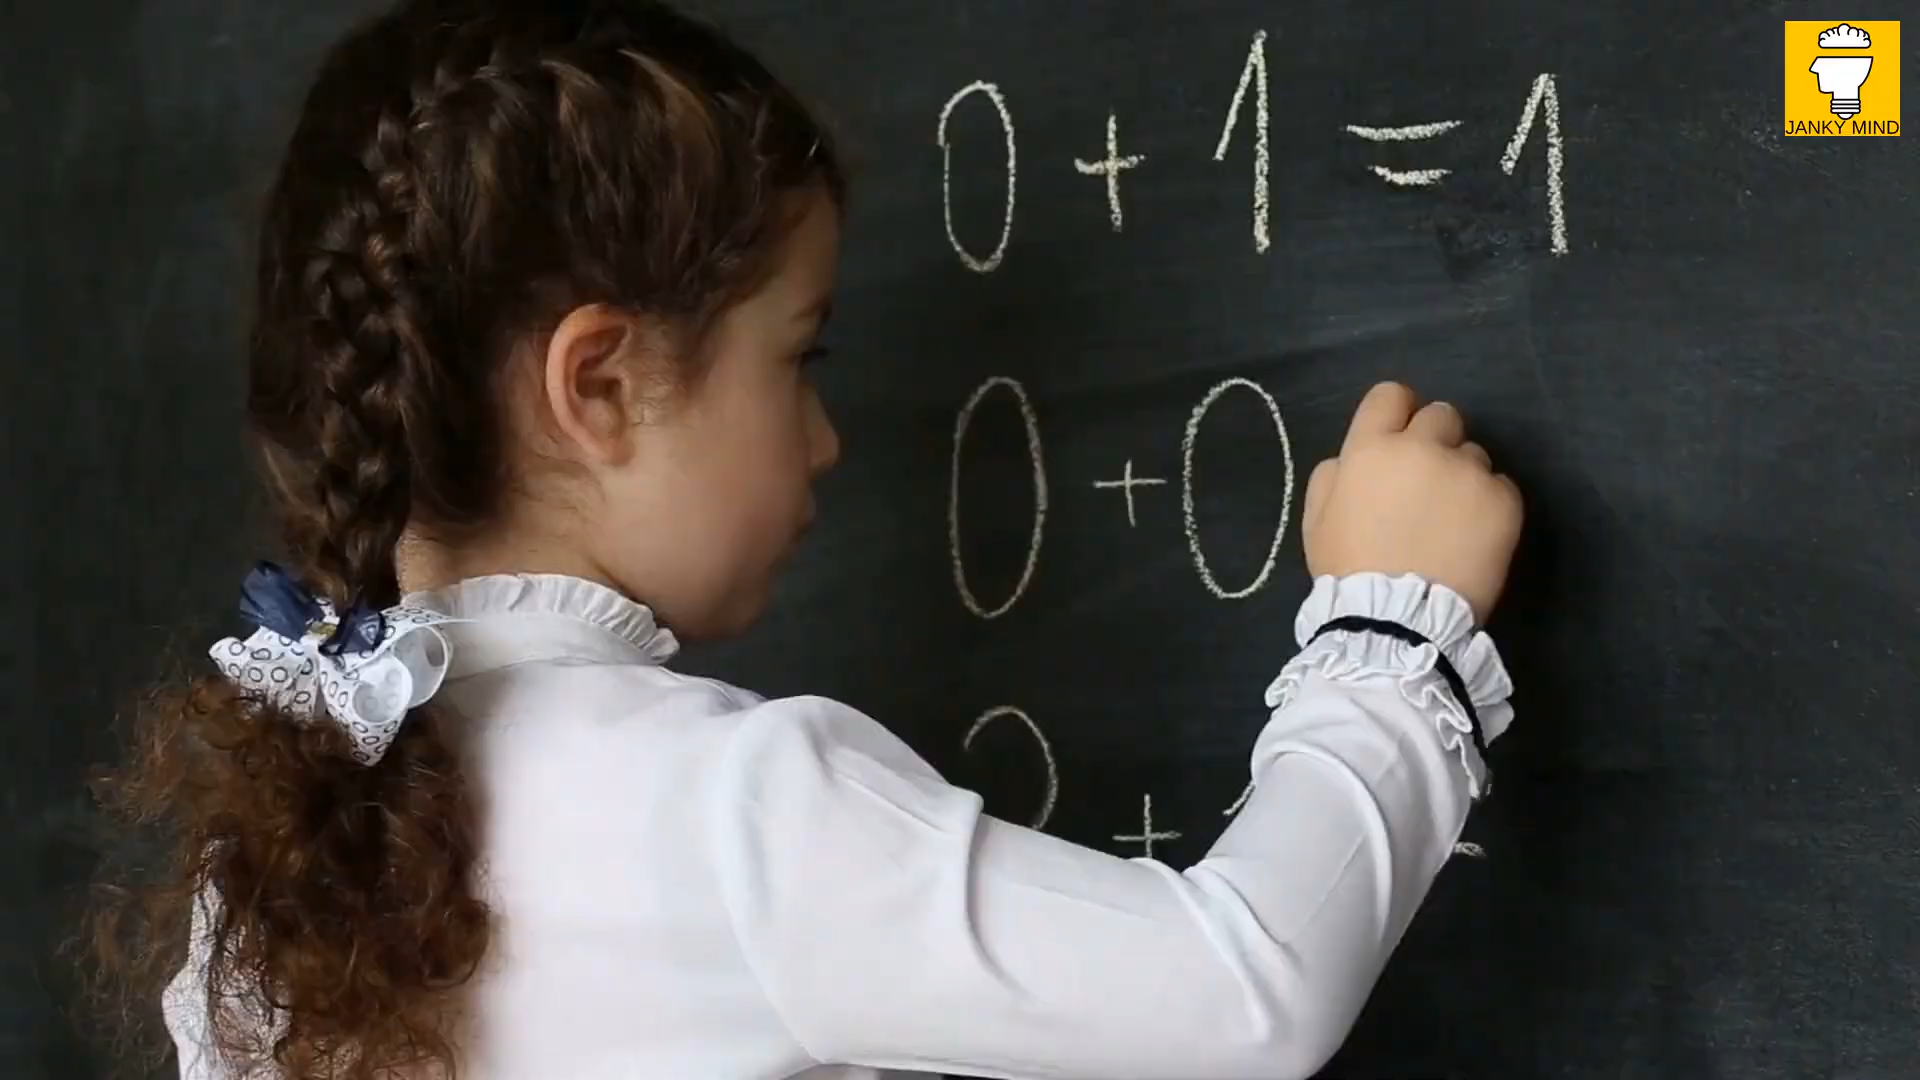 JANKY MIND
0 + 1 = 1
0 + 0
+